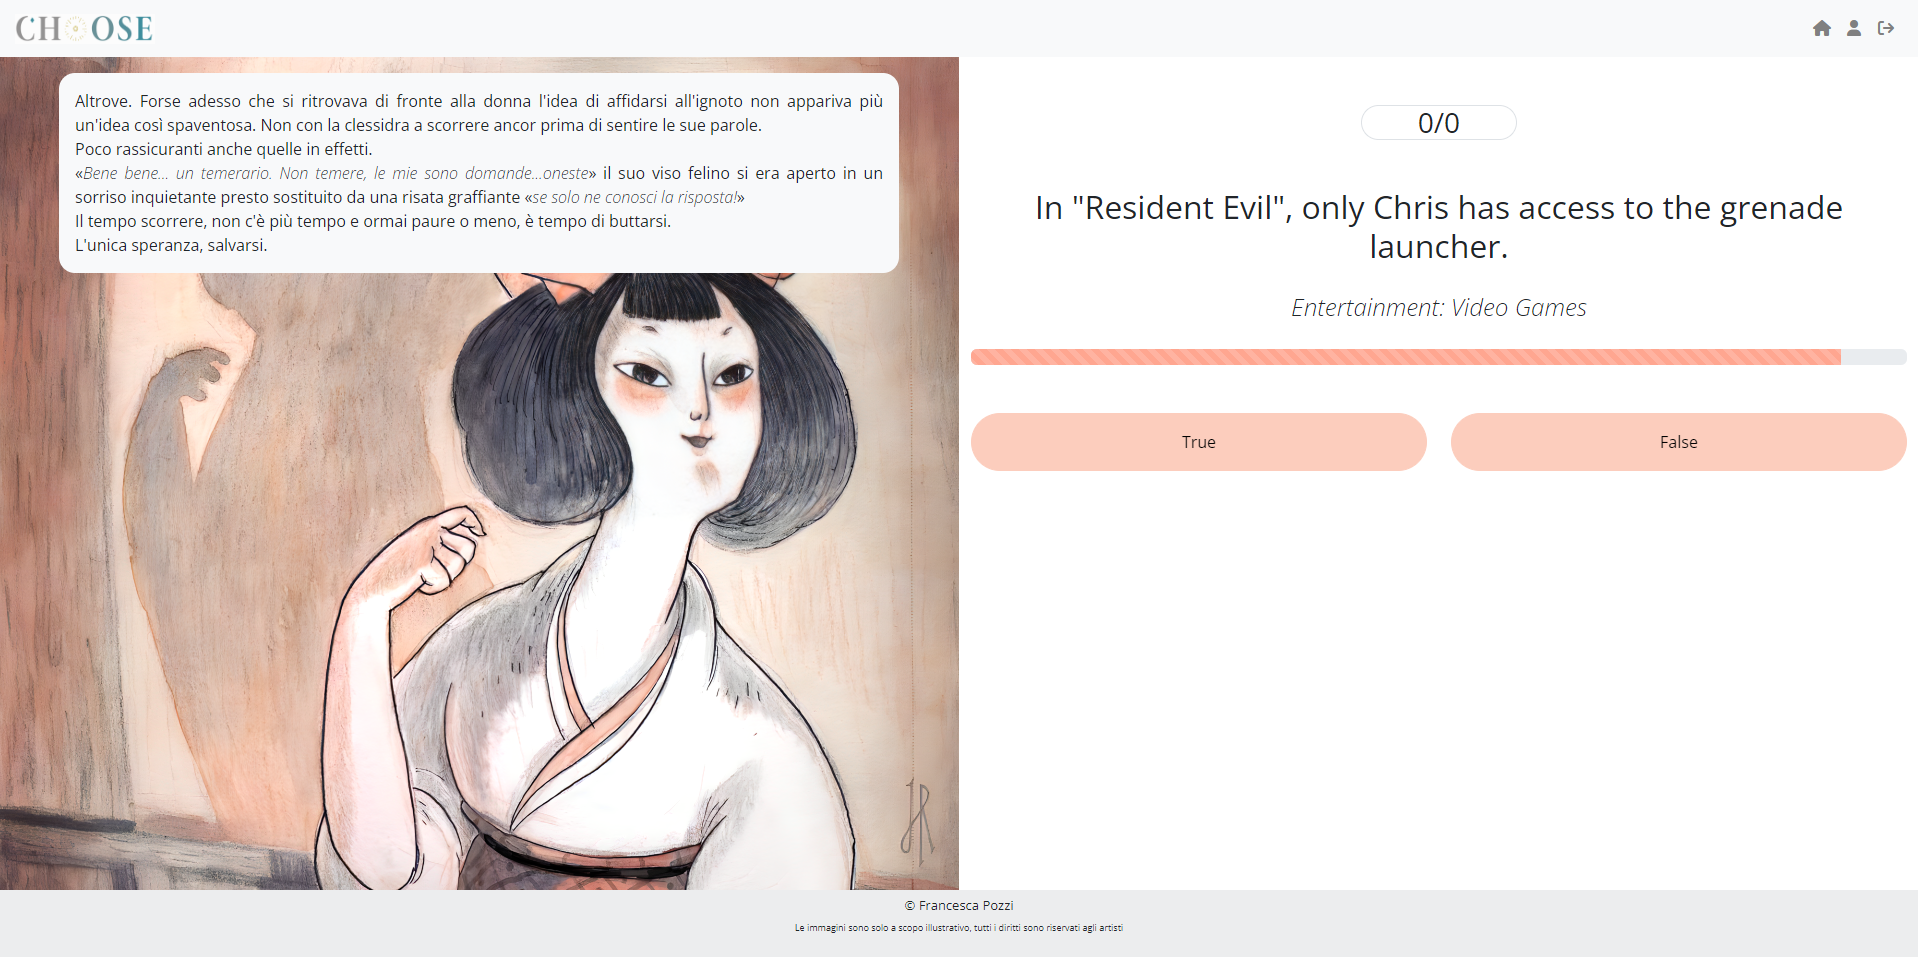 CHOOSE
Altrove. Forse adesso che si ritrovava di fronte alla donna l'idea di affidarsi all'ignoto non appariva più
un'idea così spaventosa. Non con la clessidra a scorrere ancor prima di sentire le sue parole.
Poco rassicuranti anche quelle in effetti.
«Bene bene... un temerario. Non temere, le mie sono domande...oneste» il suo viso felino si era aperto in un
sorriso inquietante presto sostituito da una risata graffiante «se solo ne conosci la risposta!»
Il tempo scorrere, non c'è più tempo e ormai paure o meno, è tempo di buttarsi.
L'unica speranza, salvarsi.
0/0
In "Resident Evil", only Chris has access to the grenade
launcher.
Entertainment: Video Games
True
False
© Francesca Pozzi
Le immagini sono solo a scopo illustrativo, tutti i diritti sono riservati agli artisti